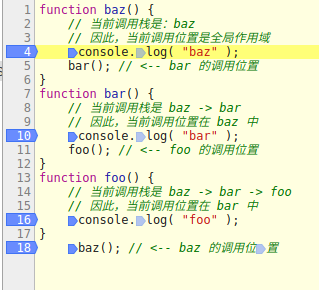 1 function baz() {
2 // 当前调用栈是：baz
3 // 因此，当前调用位置是全局作用域
4 console.log( "baz" );
5 bar(); // <-- bar 的调用位置
6 }
7 function bar() {
8 // 当前调用栈是 baz -> bar
9 // 因此，当前调用位置在 baz 中
10 console.log( "bar" );
11 foo(); // <-- foo 的调用位置
12 }
13 function foo() {
14 // 当前调用栈是 baz -> bar -> foo
15 // 因此，当前调用位置在 bar 中
16 console.log( "foo" );
17 }
18 baz(); // <-- baz 的调用位置